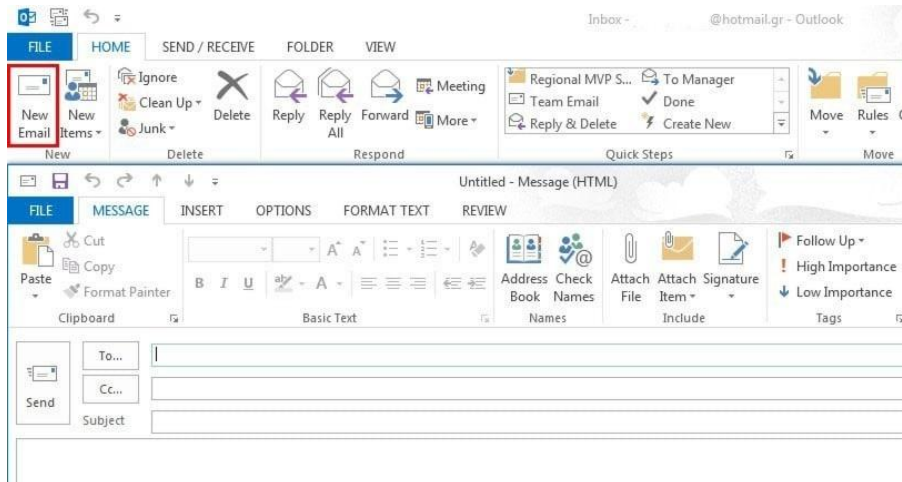 Inbox - @hotmail.gr - Outlook
FILE HOME SEND / RECEIVE FOLDER VIEW
New Email
New Items
Ignore
Clean Up
Junk
Delete
Reply
Reply All
Forward
Meeting
More
Regional MVP S...
Team Email
Reply & Delete
To Manager
Done
Create New
Move
Rules
New Delete Respond Quick Steps Move
Untitled - Message (HTML)
FILE MESSAGE INSERT OPTIONS FORMAT TEXT REVIEW
Paste
Cut
Copy
Format Painter
A A
B I U aby A
Address Book
Check Names
Attach File
Attach Item
Signature
Follow Up
High Importance
Low Importance
Clipboard Basic Text Names Include Tags
Send
To...
Cc...
Subject